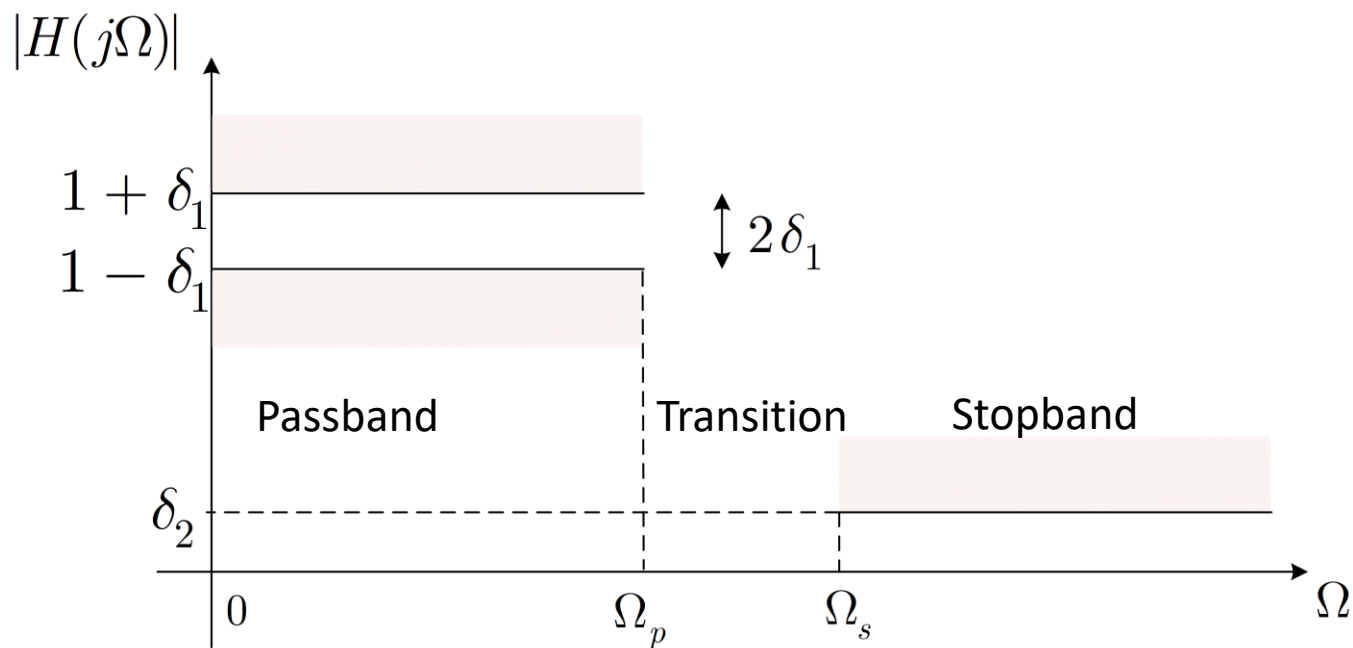 |H(jΩ)|
1 + δ₁
1 − δ₁
2δ₁
Passband
Transition
Stopband
δ₂
0
Ωₚ
Ωₛ
Ω